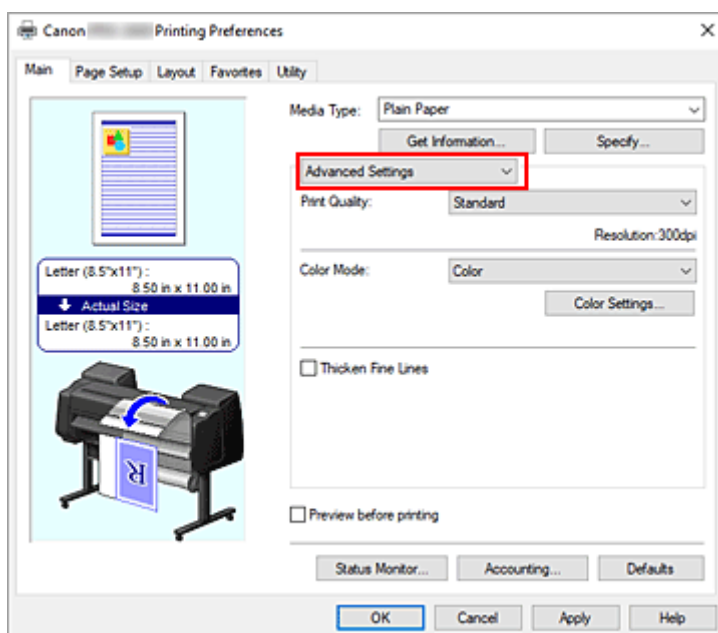 Canon Printing Preferences
Main Page Setup Layout Favorites Utility
Media Type: Plain Paper
Get Information... Specify...
Advanced Settings
Print Quality: Standard
Resolution:300dpi
Color Mode: Color
Color Settings...
Thicken Fine Lines
Letter (8.5"x11") :
8.50 in x 11.00 in
Actual Size
Letter (8.5"x11") :
8.50 in x 11.00 in
R
Preview before printing
Status Monitor... Accounting... Defaults
OK Cancel Apply Help